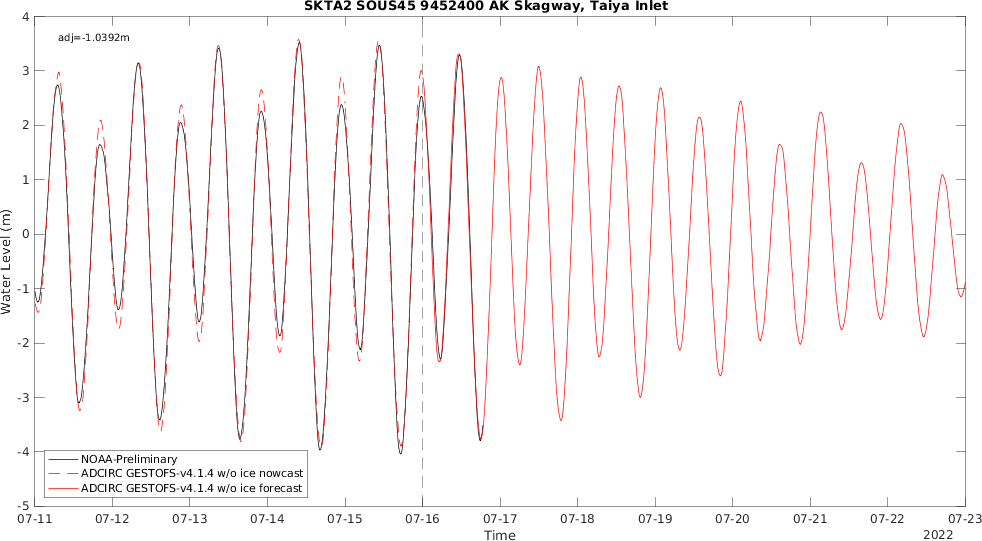 SKTA2 SOUS45 9452400 AK Skagway, Taiya Inlet
adj=-1.0392m
4
3
2
1
0
-1
-2
-3
-4
-5
Water Level (m)
NOAA-Preliminary
ADCIRC GESTOFS-v4.1.4 w/o ice nowcast
ADCIRC GESTOFS-v4.1.4 w/o ice forecast
07-11 07-12 07-13 07-14 07-15 07-16 07-17 07-18 07-19 07-20 07-21 07-22 07-23
Time
2022